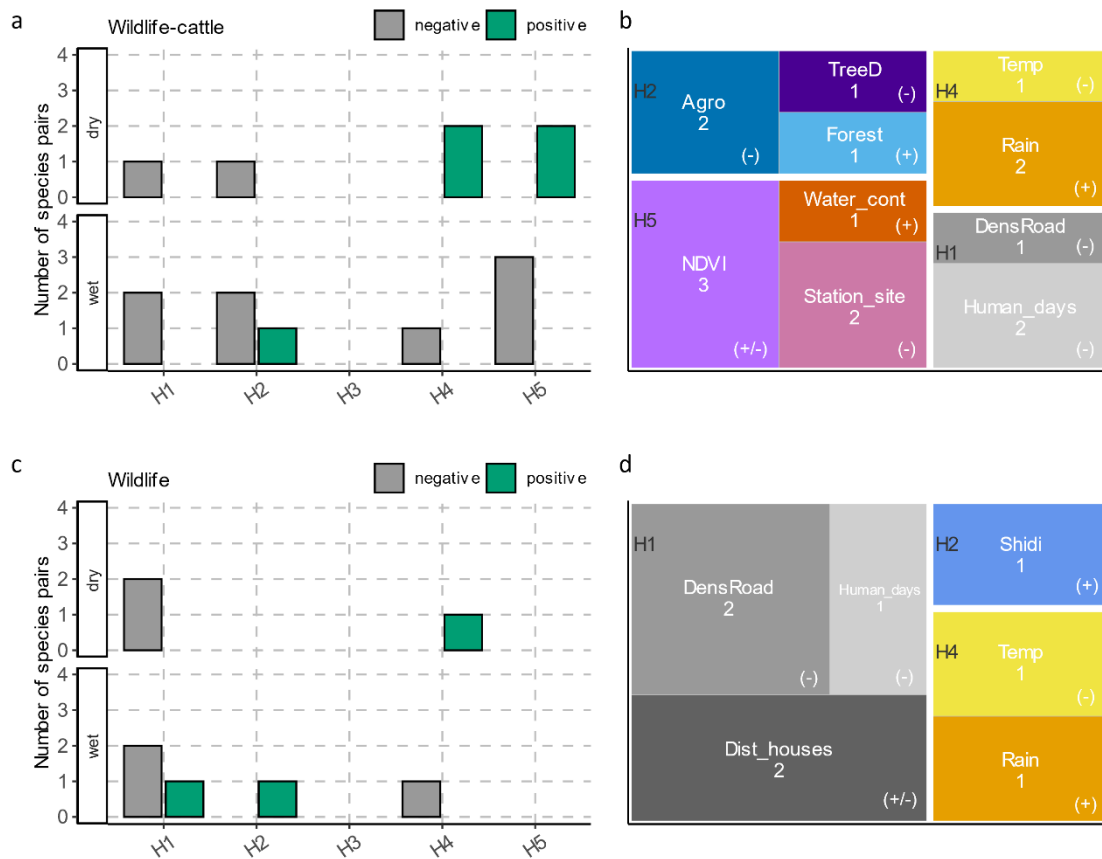 a
Wildlife-cattle
negative
positive
Number of species pairs
dry
4
3
2
1
0
wet
4
3
2
1
0
H1
H2
H3
H4
H5
b
H2
Agro
2
(-)
TreeD
1
(-)
Forest
1
(+)
H4
Temp
1
(-)
Rain
2
(+)
H5
NDVI
3
(+/-)
Water_cont
1
(+)
Station_site
2
(-)
H1
DensRoad
1
(-)
Human_days
2
(-)
c
Wildlife
negative
positive
Number of species pairs
dry
4
3
2
1
0
wet
4
3
2
1
0
H1
H2
H3
H4
H5
d
H1
DensRoad
2
(-)
Human_days
1
(-)
Dist_houses
2
(+/-)
H2
Shidi
1
(+)
H4
Temp
1
(-)
Rain
1
(+)